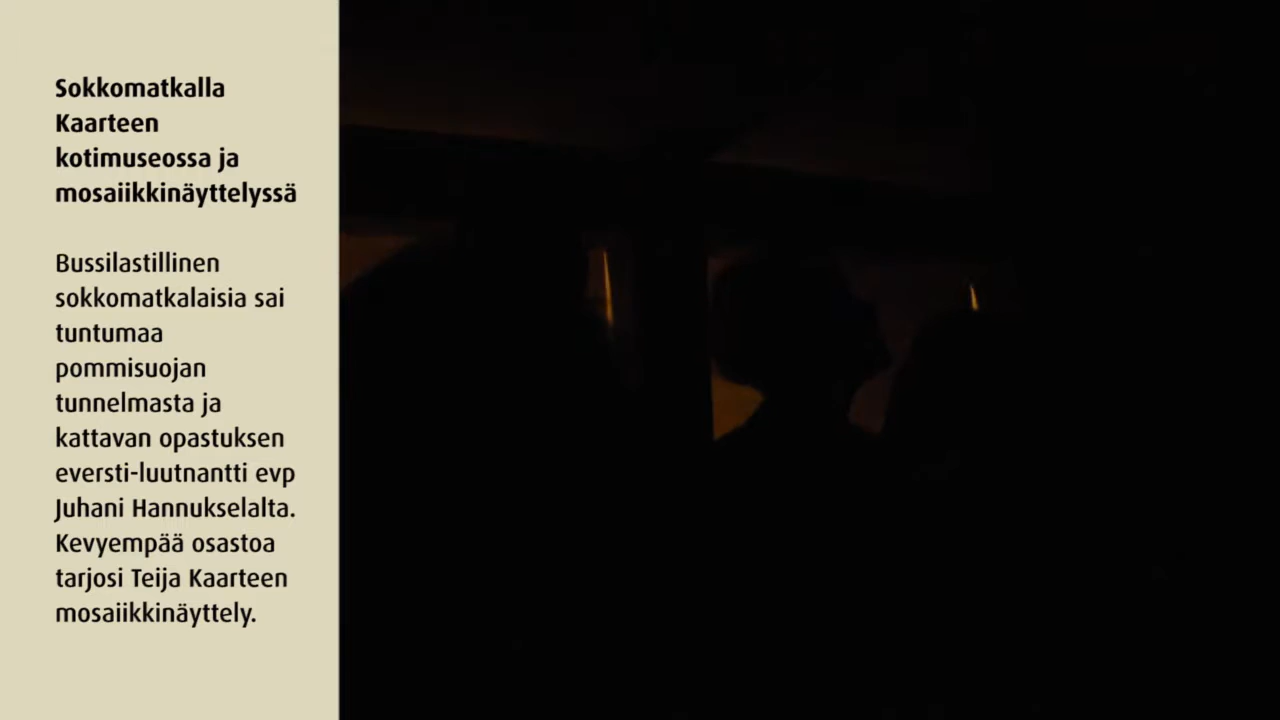 Sokkomatkalla
Kaarteen
kotimuseossa ja
mosaiikkinäyttelyssä
Bussilastillinen
sokkomatkalaisia sai
tuntumaa
pommisuojan
tunnelmasta ja
kattavan opastuksen
eversti-luutnantti evp
Juhani Hannukselalta.
Kevyempää osastoa
tarjosi Teija Kaarteen
mosaiikkinäyttely.